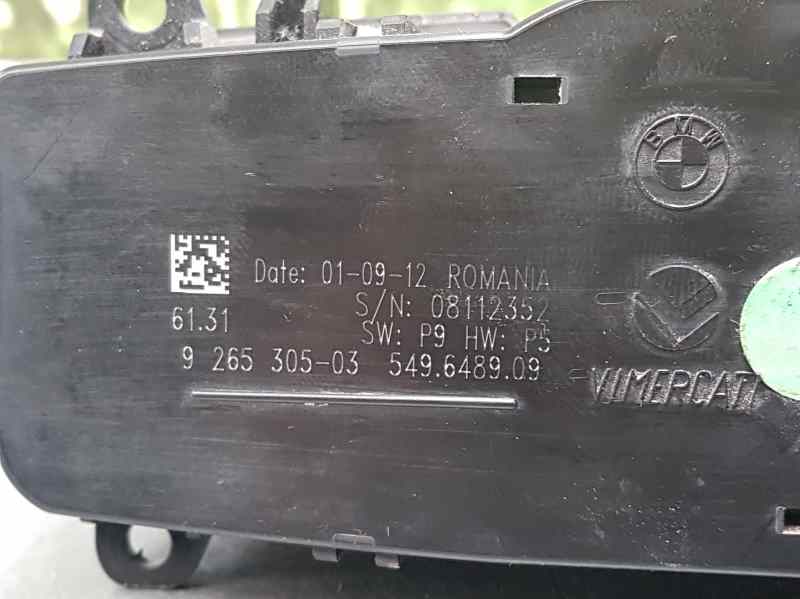 BMW
Date: 01-09-12 ROMANIA
S/N: 08112352
61.31
SW: P9 HW: P5
9 265 305-03 549.6489.09